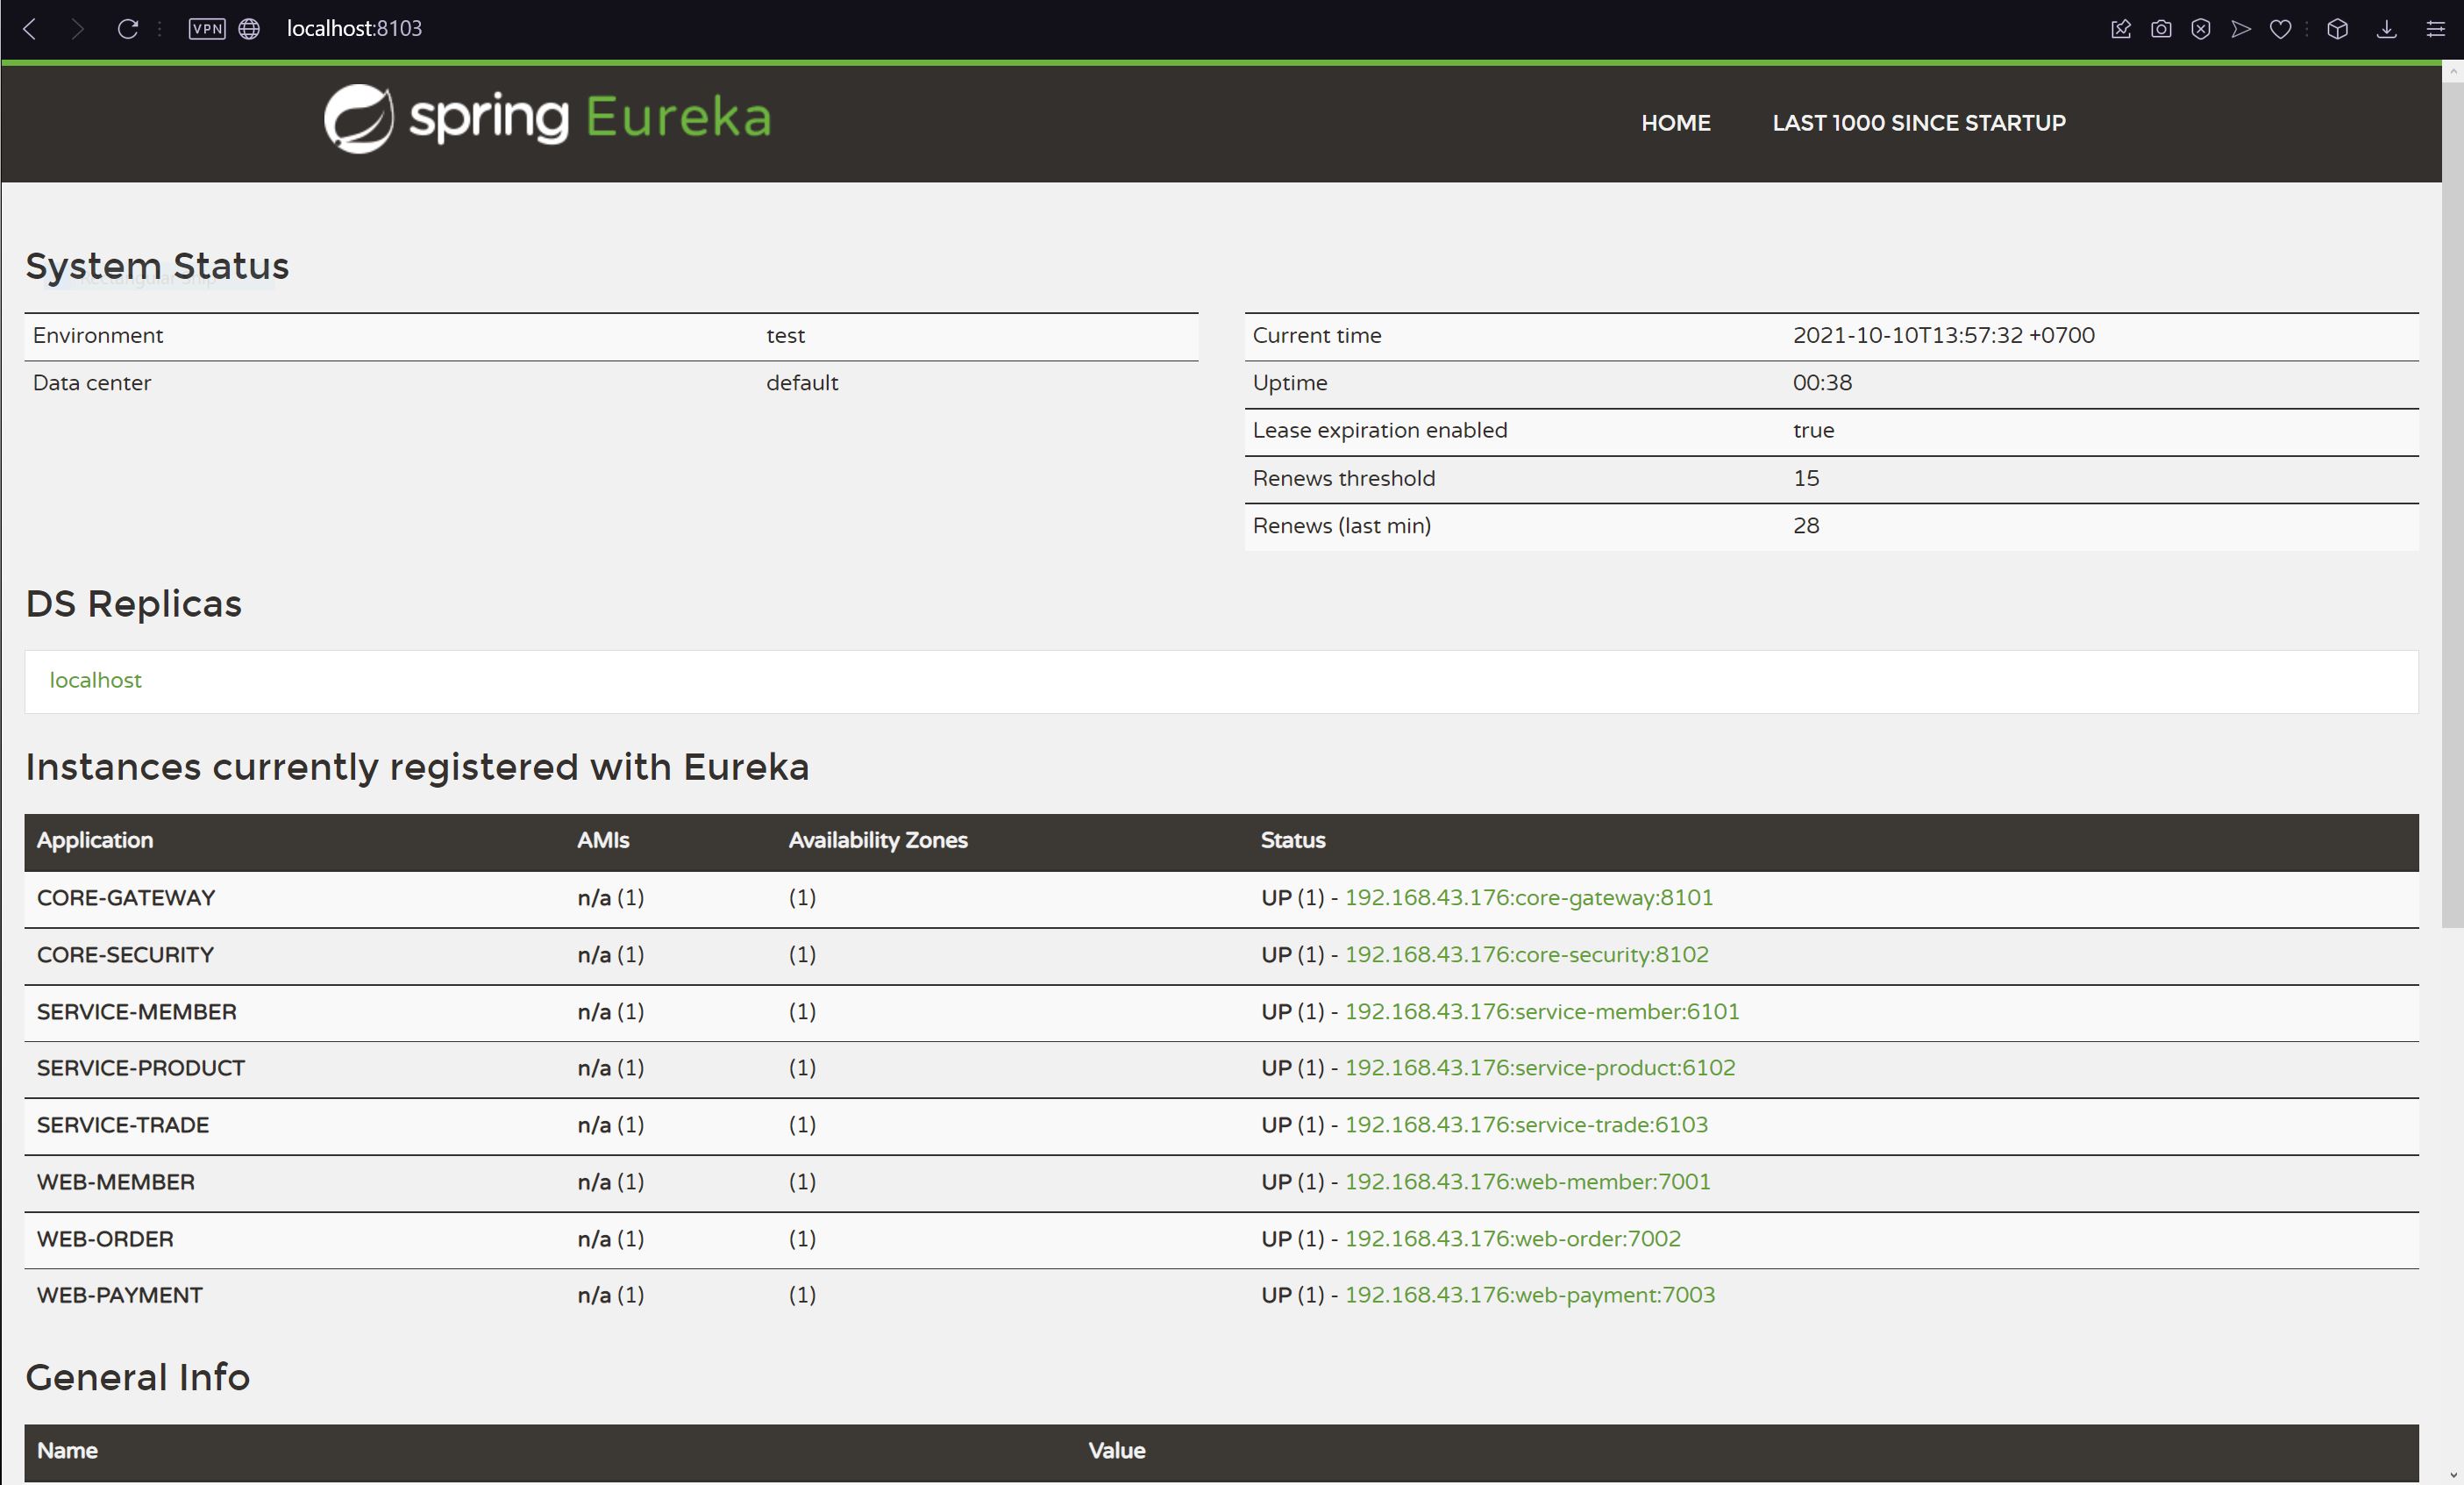 VPN localhost:8103
spring Eureka
HOME LAST 1000 SINCE STARTUP
System Status
Rectangular Snip
Environment test
Data center default
Current time 2021-10-10T13:57:32 +0700
Uptime 00:38
Lease expiration enabled true
Renews threshold 15
Renews (last min) 28
DS Replicas
localhost
Instances currently registered with Eureka
Application AMIs Availability Zones Status
CORE-GATEWAY n/a (1) (1) UP (1) - 192.168.43.176:core-gateway:8101
CORE-SECURITY n/a (1) (1) UP (1) - 192.168.43.176:core-security:8102
SERVICE-MEMBER n/a (1) (1) UP (1) - 192.168.43.176:service-member:6101
SERVICE-PRODUCT n/a (1) (1) UP (1) - 192.168.43.176:service-product:6102
SERVICE-TRADE n/a (1) (1) UP (1) - 192.168.43.176:service-trade:6103
WEB-MEMBER n/a (1) (1) UP (1) - 192.168.43.176:web-member:7001
WEB-ORDER n/a (1) (1) UP (1) - 192.168.43.176:web-order:7002
WEB-PAYMENT n/a (1) (1) UP (1) - 192.168.43.176:web-payment:7003
General Info
Name Value